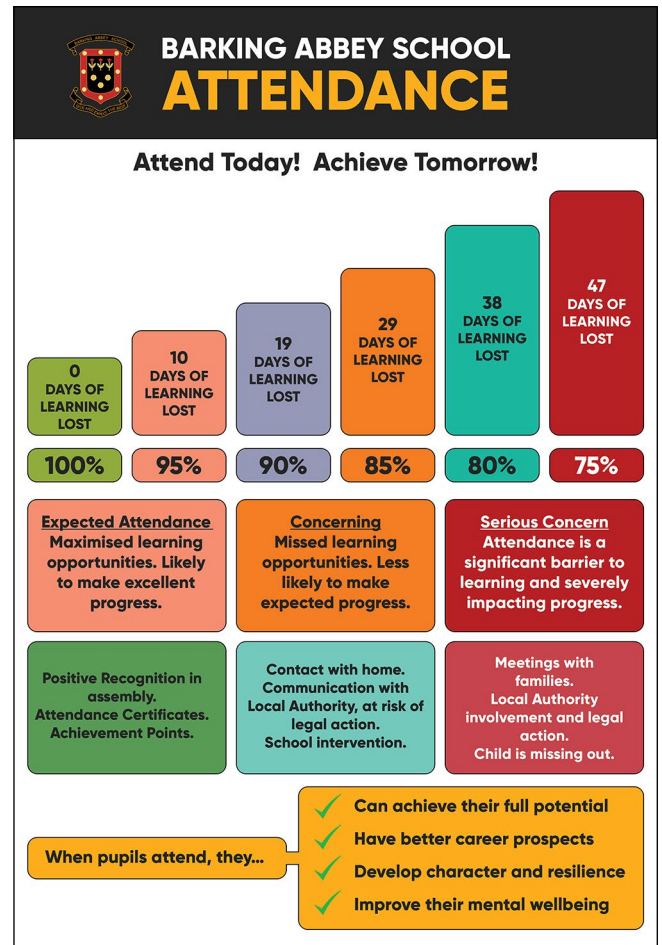 BARKING ABBEY SCHOOL
ATTENDANCE
Attend Today!  Achieve Tomorrow!
0
DAYS OF
LEARNING
LOST
10
DAYS OF
LEARNING
LOST
19
DAYS OF
LEARNING
LOST
29
DAYS OF
LEARNING
LOST
38
DAYS OF
LEARNING
LOST
47
DAYS OF
LEARNING
LOST
100%
95%
90%
85%
80%
75%
Expected Attendance
Maximised learning
opportunities. Likely
to make excellent
progress.
Concerning
Missed learning
opportunities. Less
likely to make
expected progress.
Serious Concern
Attendance is a
significant barrier to
learning and severely
impacting progress.
Positive Recognition in
assembly.
Attendance Certificates.
Achievement Points.
Contact with home.
Communication with
Local Authority, at risk of
legal action.
School intervention.
Meetings with
families.
Local Authority
involvement and legal
action.
Child is missing out.
When pupils attend, they...
Can achieve their full potential
Have better career prospects
Develop character and resilience
Improve their mental wellbeing